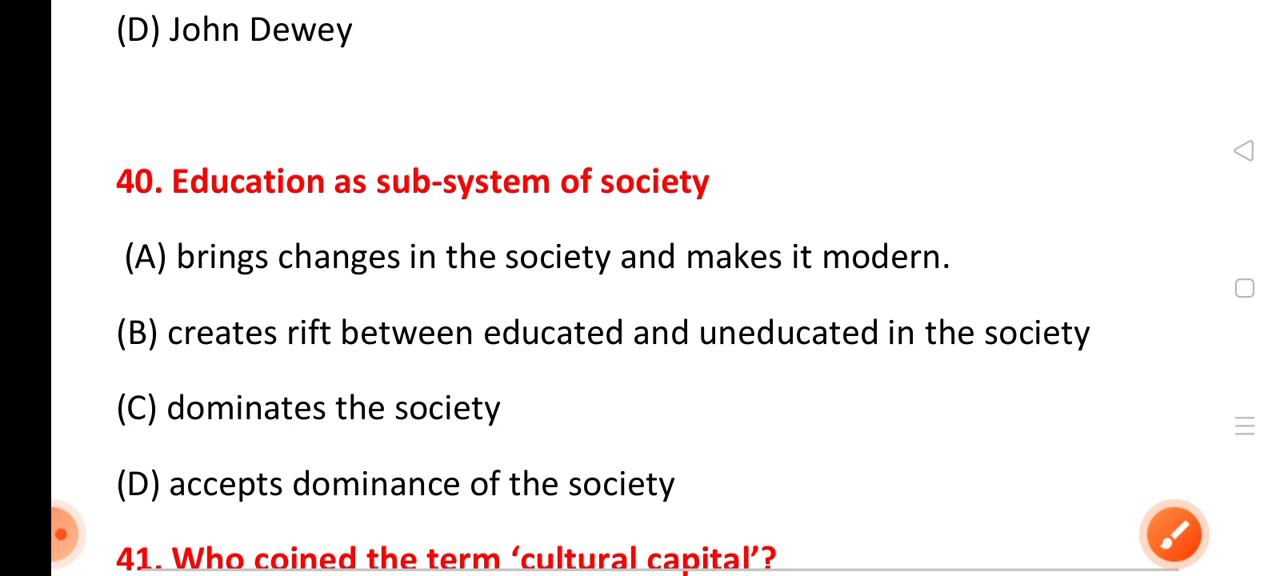 (D) John Dewey
40. Education as sub-system of society
(A) brings changes in the society and makes it modern.
(B) creates rift between educated and uneducated in the society
(C) dominates the society
(D) accepts dominance of the society
41. Who coined the term ‘cultural capital’?